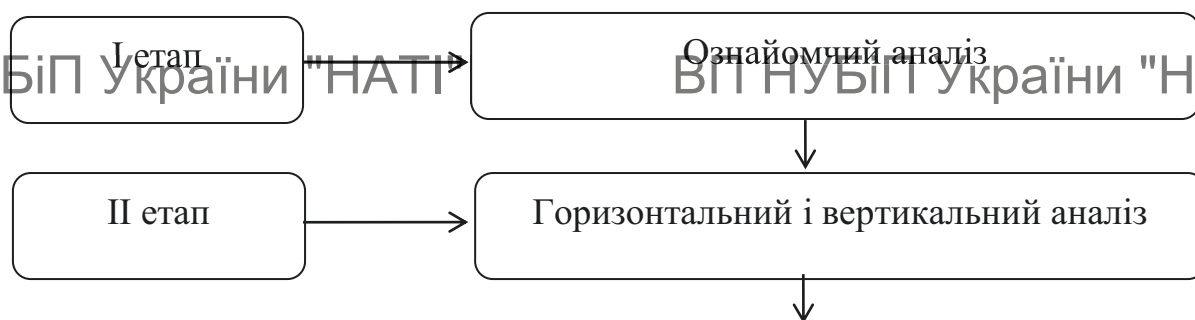 І етап
Ознайомчий аналіз
БіП України "НАТІ"
ВП НУБіП України "Н
ІІ етап
Горизонтальний і вертикальний аналіз